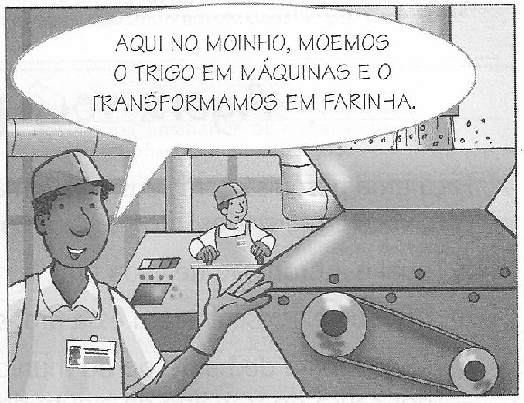 AQUI NO MOINHO, MOEMOS
O TRIGO EM MÁQUINAS E O
TRANSFORMAMOS EM FARINHA.